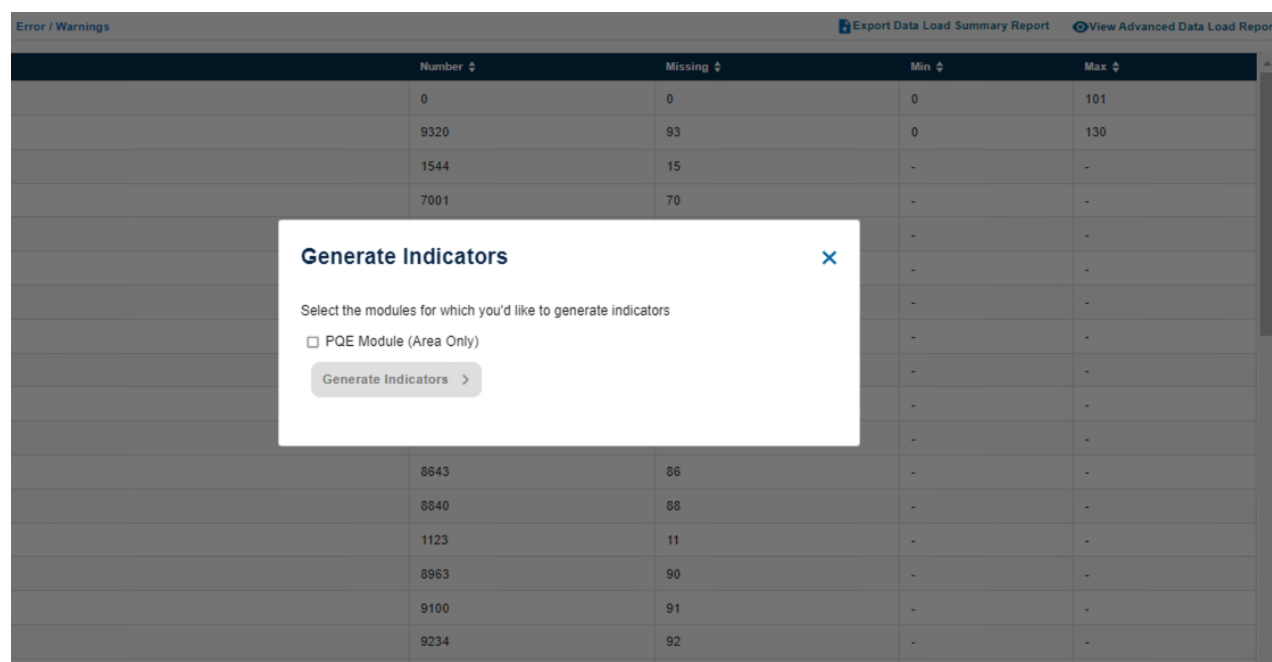 Error / Warnings Export Data Load Summary Report View Advanced Data Load Repor
Number Missing Min Max
0 0 0 101
9320 93 0 130
1544 15 - -
7001 70 - -
- -
Generate Indicators
- -
Select the modules for which you'd like to generate indicators
- -
PQE Module (Area Only)
- -
Generate Indicators >
- -
- -
- -
8643 86 - -
8840 88 - -
1123 11 - -
8963 90 - -
9100 91 - -
9234 92 - -